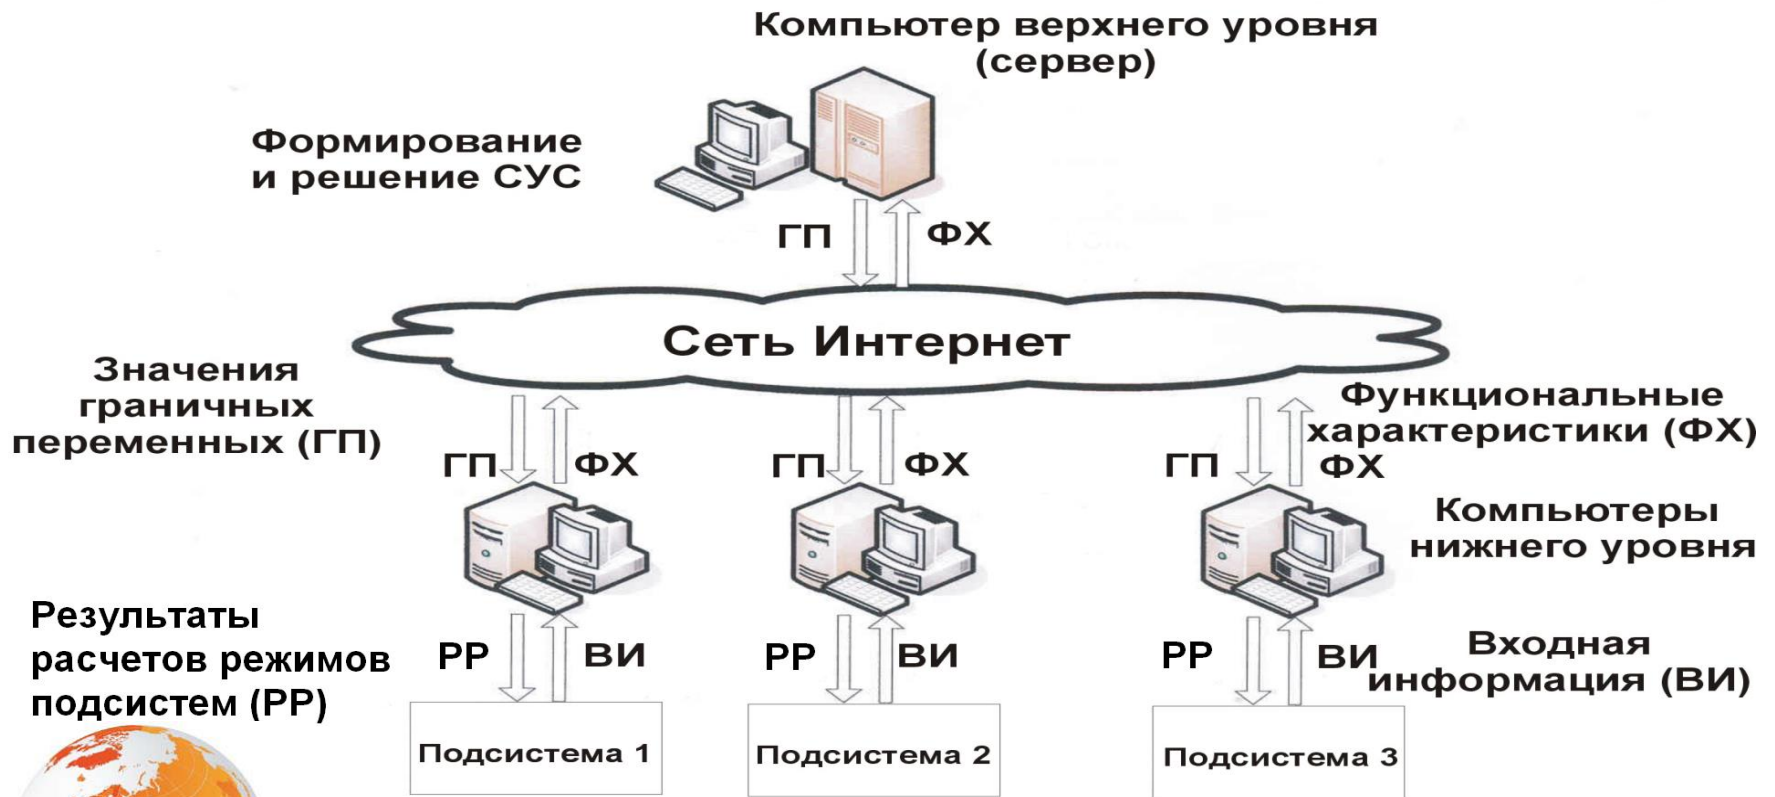 Компьютер верхнего уровня
(сервер)
Формирование
и решение СУС
ГП
ФХ
Сеть Интернет
Значения
граничных
переменных (ГП)
Функциональные
характеристики (ФХ)
ГП
ФХ
ГП
ФХ
ГП
ФХ
Компьютеры
нижнего уровня
Результаты
расчетов режимов
подсистем (РР)
РР
ВИ
РР
ВИ
РР
ВИ
Входная
информация (ВИ)
Подсистема 1
Подсистема 2
Подсистема 3